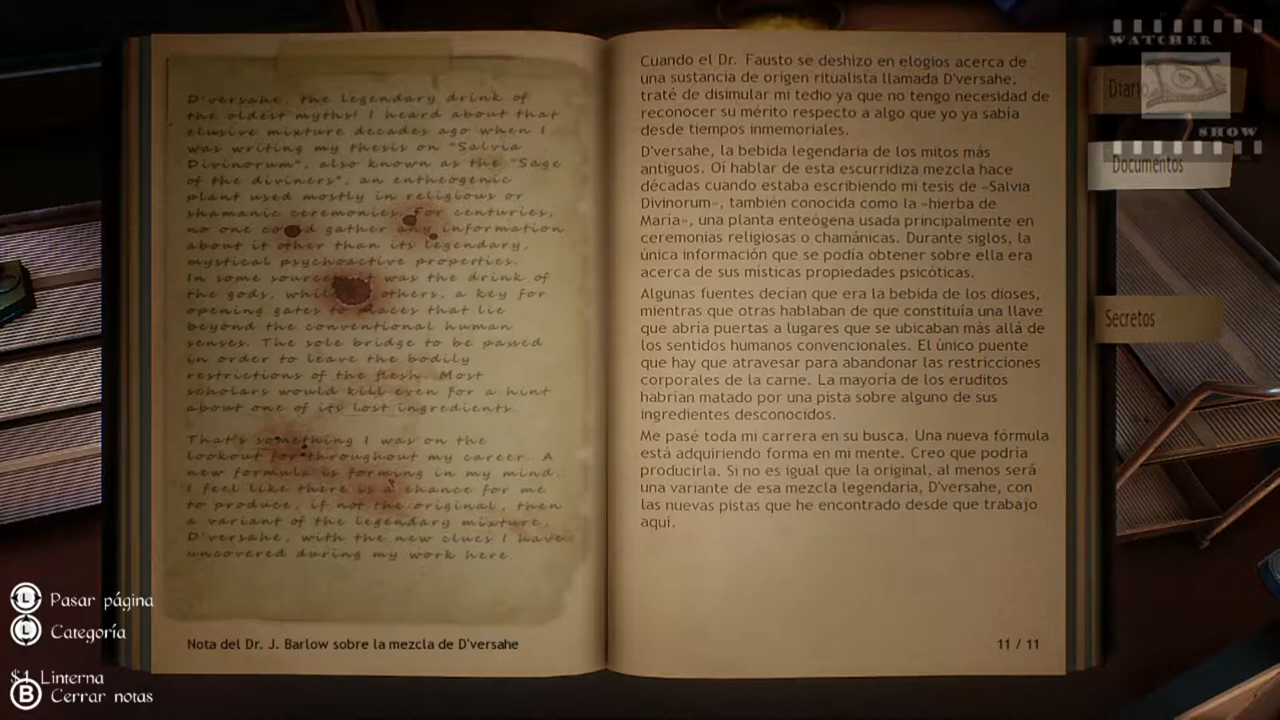 D'versahe, the legendary drink of
the oldest myths! I heard about that
elusive mixture decades ago when I
was writing my thesis on "Salvia
Divinorum", also known as the "Sage
of the diviners", an entheogenic
plant used mostly in religious or
shamanic ceremonies. For centuries,
no one could gather any information
about it other than its legendary,
mystical psychoactive properties.
In some sources it was the drink of
the gods, while others, a key for
opening gates to places that lie
beyond the conventional human
senses. The sole bridge to be passed
in order to leave the bodily
restrictions of the flesh. Most
scholars would kill even for a hint
about one of its lost ingredients.
That's something I was on the
lookout for throughout my career. A
new formula is forming in my mind.
I feel like there is a chance for me
to produce, if not the original, then
a variant of the legendary mixture,
D'versahe, with the new clues I have
uncovered during my work here.
Nota del Dr. J. Barlow sobre la mezcla de D'versahe
Cuando el Dr. Fausto se deshizo en elogios acerca de
una sustancia de origen ritualista llamada D'versahe,
traté de disimular mi tedio ya que no tengo necesidad de
reconocer su mérito respecto a algo que yo ya sabía
desde tiempos inmemoriales.
D'versahe, la bebida legendaria de los mitos más
antiguos. Oí hablar de esta escurridiza mezcla hace
décadas cuando estaba escribiendo mi tesis de «Salvia
Divinorum», también conocida como la «hierba de
María», una planta enteógena usada principalmente en
ceremonias religiosas o chamánicas. Durante siglos, la
única información que se podía obtener sobre ella era
acerca de sus místicas propiedades psicóticas.
Algunas fuentes decían que era la bebida de los dioses,
mientras que otras hablaban de que constituía una llave
que abría puertas a lugares que se ubicaban más allá de
los sentidos humanos convencionales. El único puente
que hay que atravesar para abandonar las restricciones
corporales de la carne. La mayoría de los eruditos
habrían matado por una pista sobre alguno de sus
ingredientes desconocidos.
Me pasé toda mi carrera en su busca. Una nueva fórmula
está adquiriendo forma en mi mente. Creo que podría
producirla. Si no es igual que la original, al menos será
una variante de esa mezcla legendaria, D'versahe, con
las nuevas pistas que he encontrado desde que trabajo
aquí.
11 / 11
WATCHER
SHOW
Diario
Documentos
Secretos
L Pasar página
L Categoría
$1 Linterna
B Cerrar notas